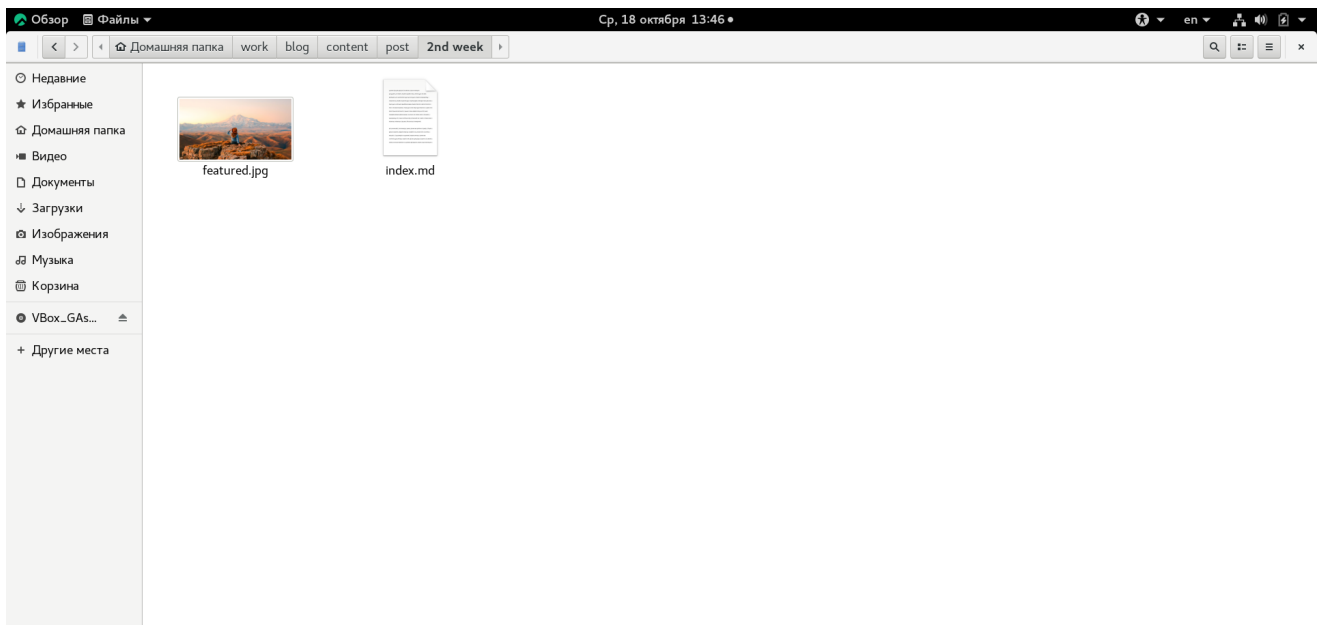 Обзор Файлы Ср, 18 октября 13:46 en
Домашняя папка work blog content post 2nd week
Недавние
Избранные
Домашняя папка
Видео
Документы
Загрузки
Изображения
Музыка
Корзина
VBox_GAs...
Другие места
featured.jpg index.md